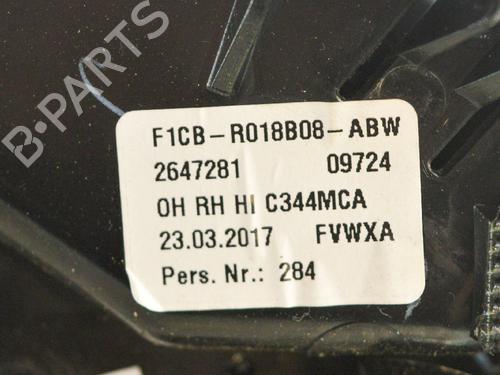 B-PARTS
F1CB-R018B08-ABW
2647281 09724
OH RH HI C344MCA
23.03.2017 FVWXA
Pers. Nr.: 284